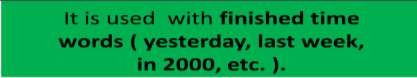 It is used with finished time
words ( yesterday, last week,
in 2000, etc. ).